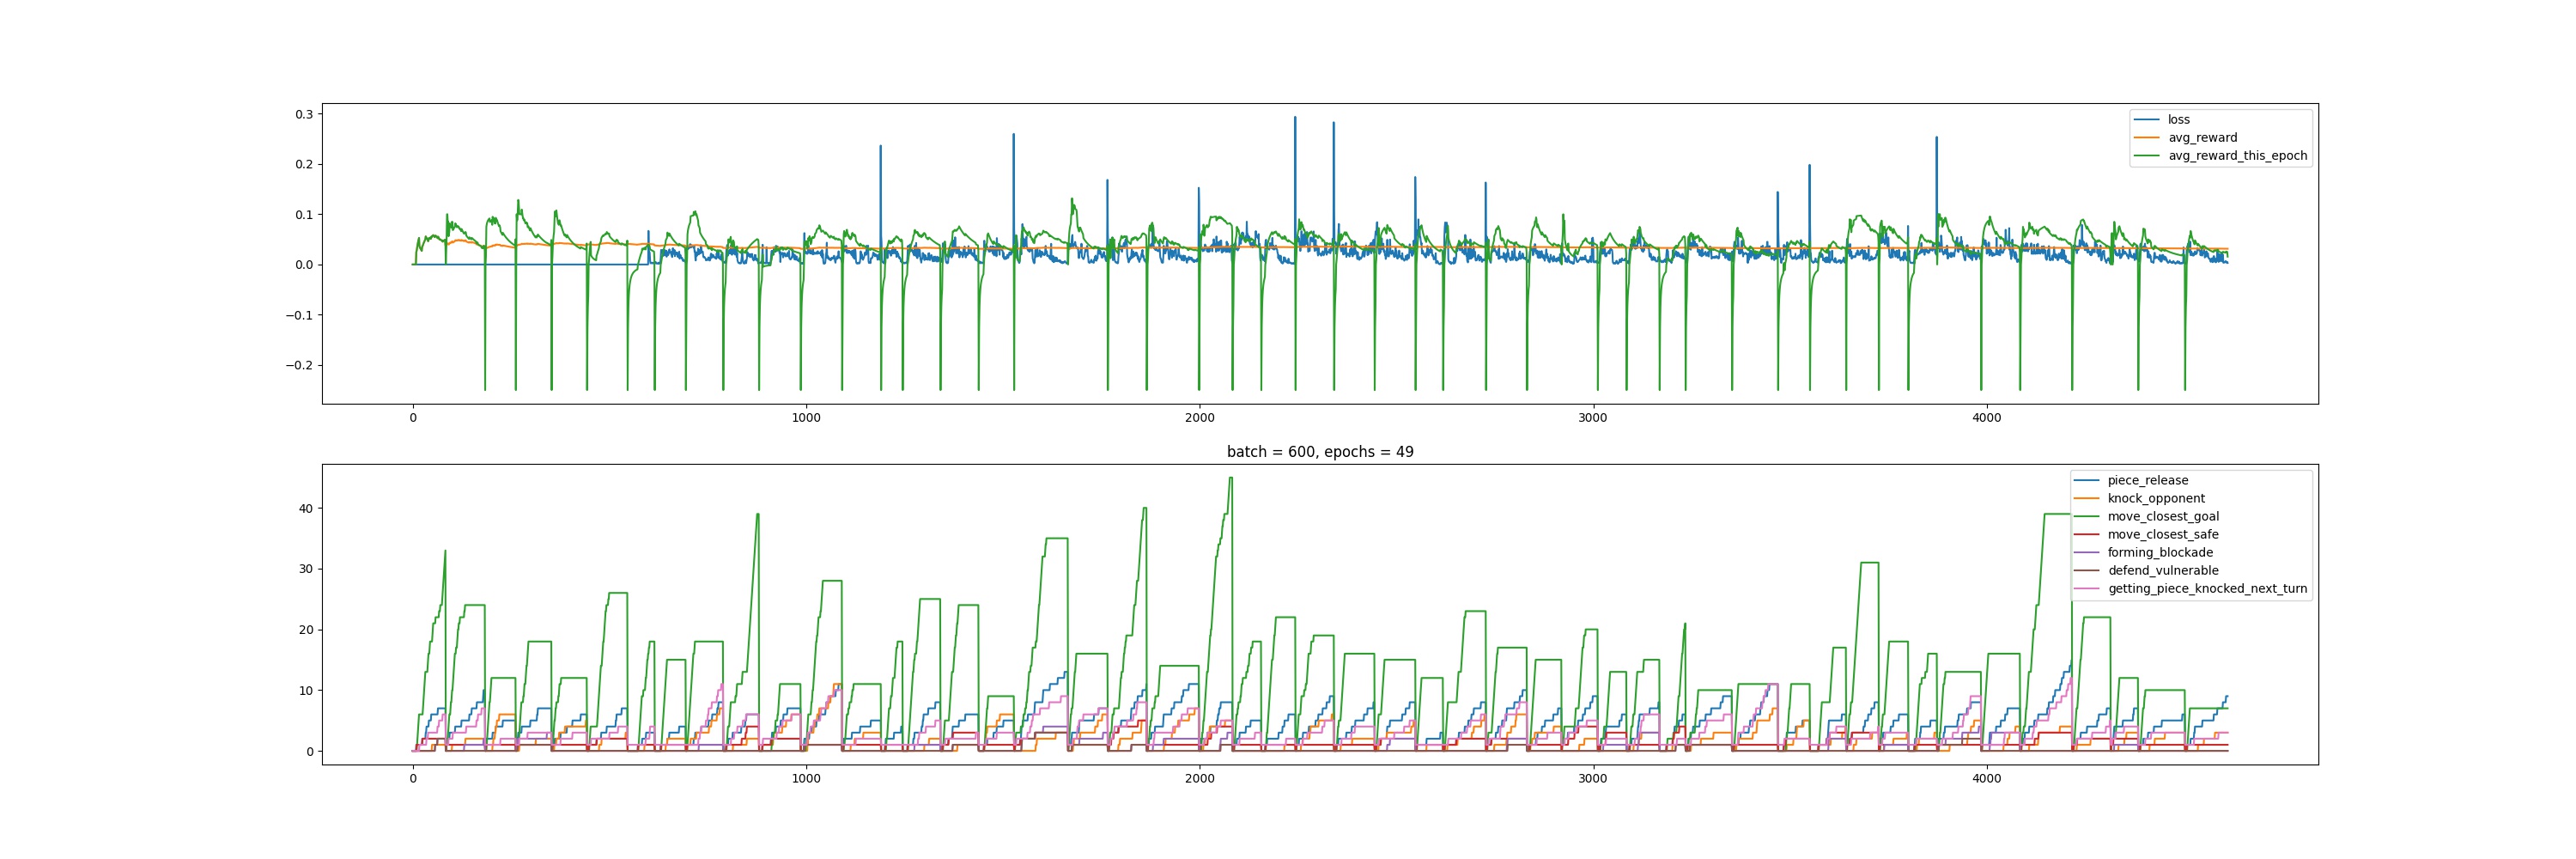 0.3
0.2
0.1
0.0
−0.1
−0.2
loss
avg_reward
avg_reward_this_epoch
0 1000 2000 3000 4000
batch = 600, epochs = 49
40
30
20
10
0
piece_release
knock_opponent
move_closest_goal
move_closest_safe
forming_blockade
defend_vulnerable
getting_piece_knocked_next_turn
0 1000 2000 3000 4000